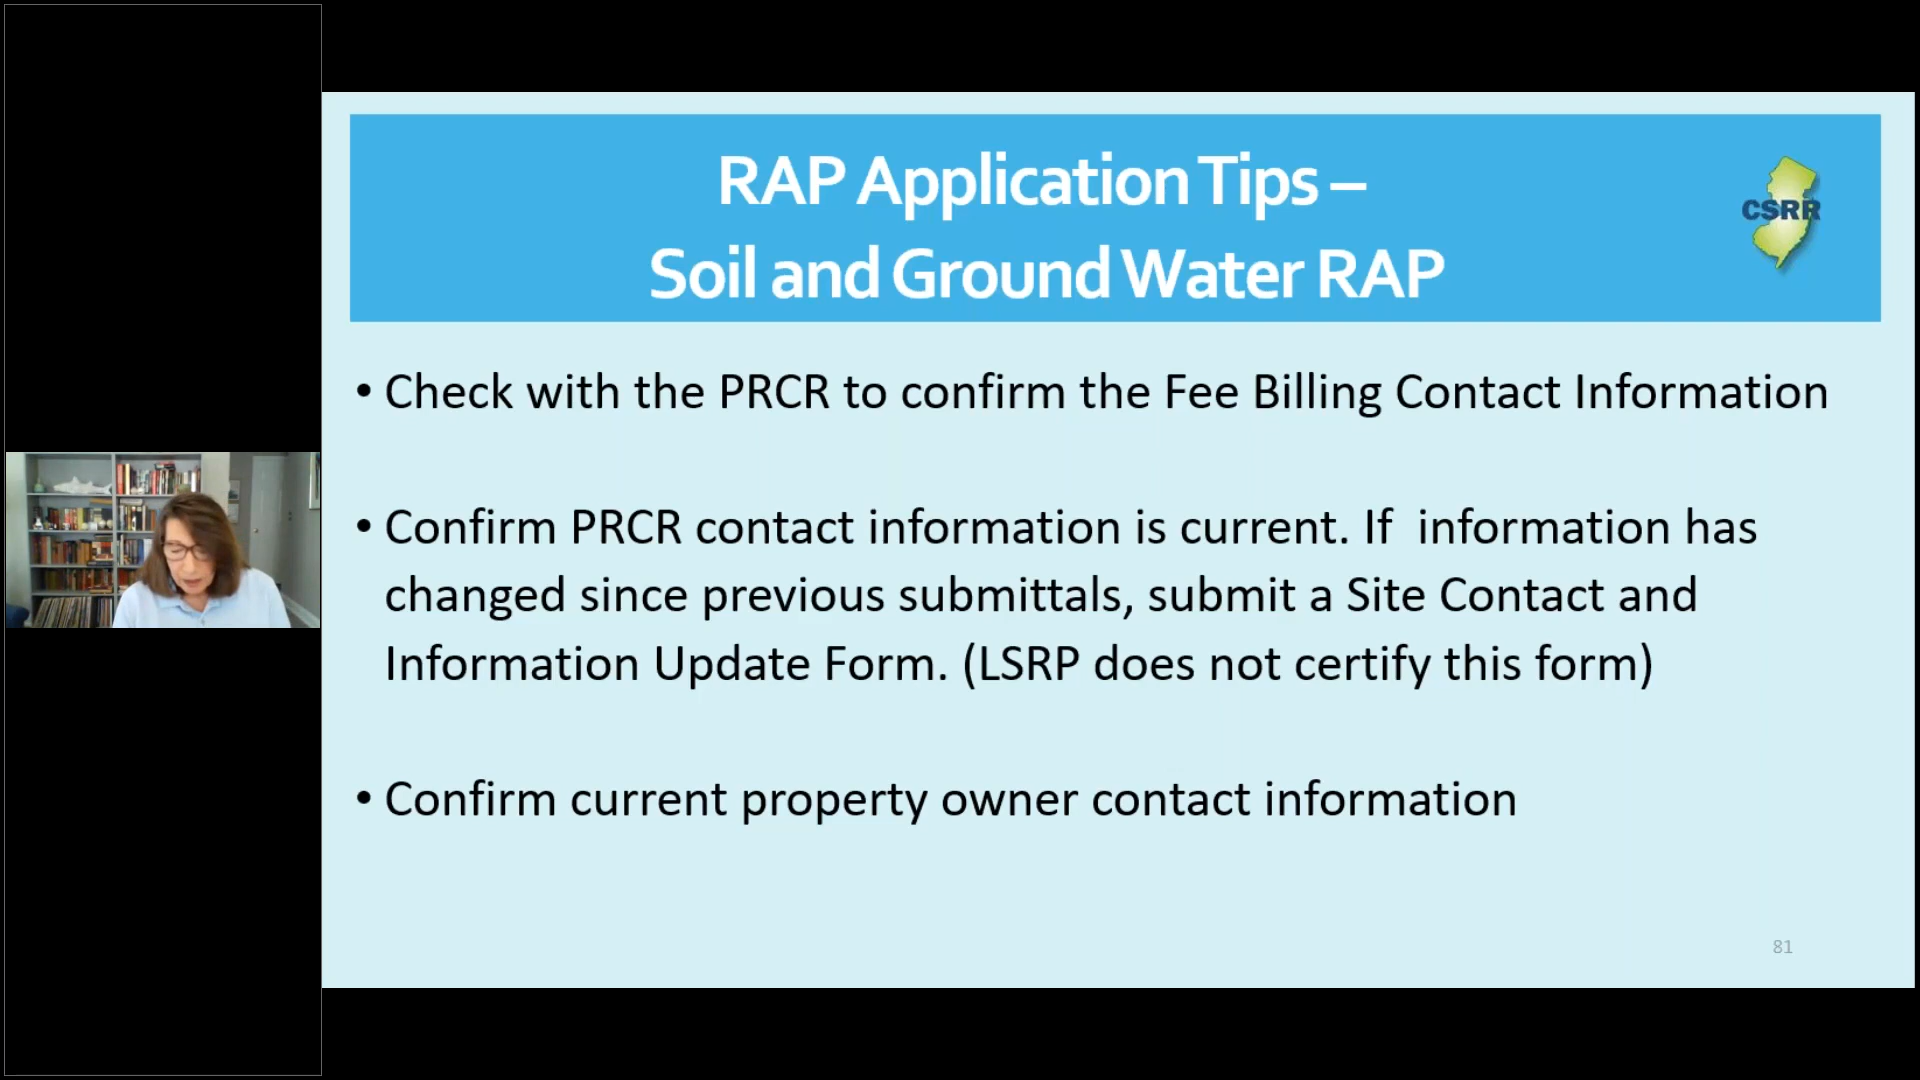 RAP Application Tips –
Soil and Ground Water RAP
CSRR
• Check with the PRCR to confirm the Fee Billing Contact Information
• Confirm PRCR contact information is current. If  information has
changed since previous submittals, submit a Site Contact and
Information Update Form. (LSRP does not certify this form)
• Confirm current property owner contact information
81